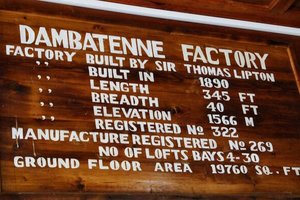 DAMBATENNE FACTORY
FACTORY BUILT BY SIR THOMAS LIPTON
,, BUILT IN 1890
,, LENGTH 345 FT
,, BREADTH 40 FT
,, ELEVATION 1566 M
,, REGISTERED No 322
MANUFACTURE REGISTERED No 269
NO OF LOFTS BAYS 4-30
GROUND FLOOR AREA 19760 SQ. FT